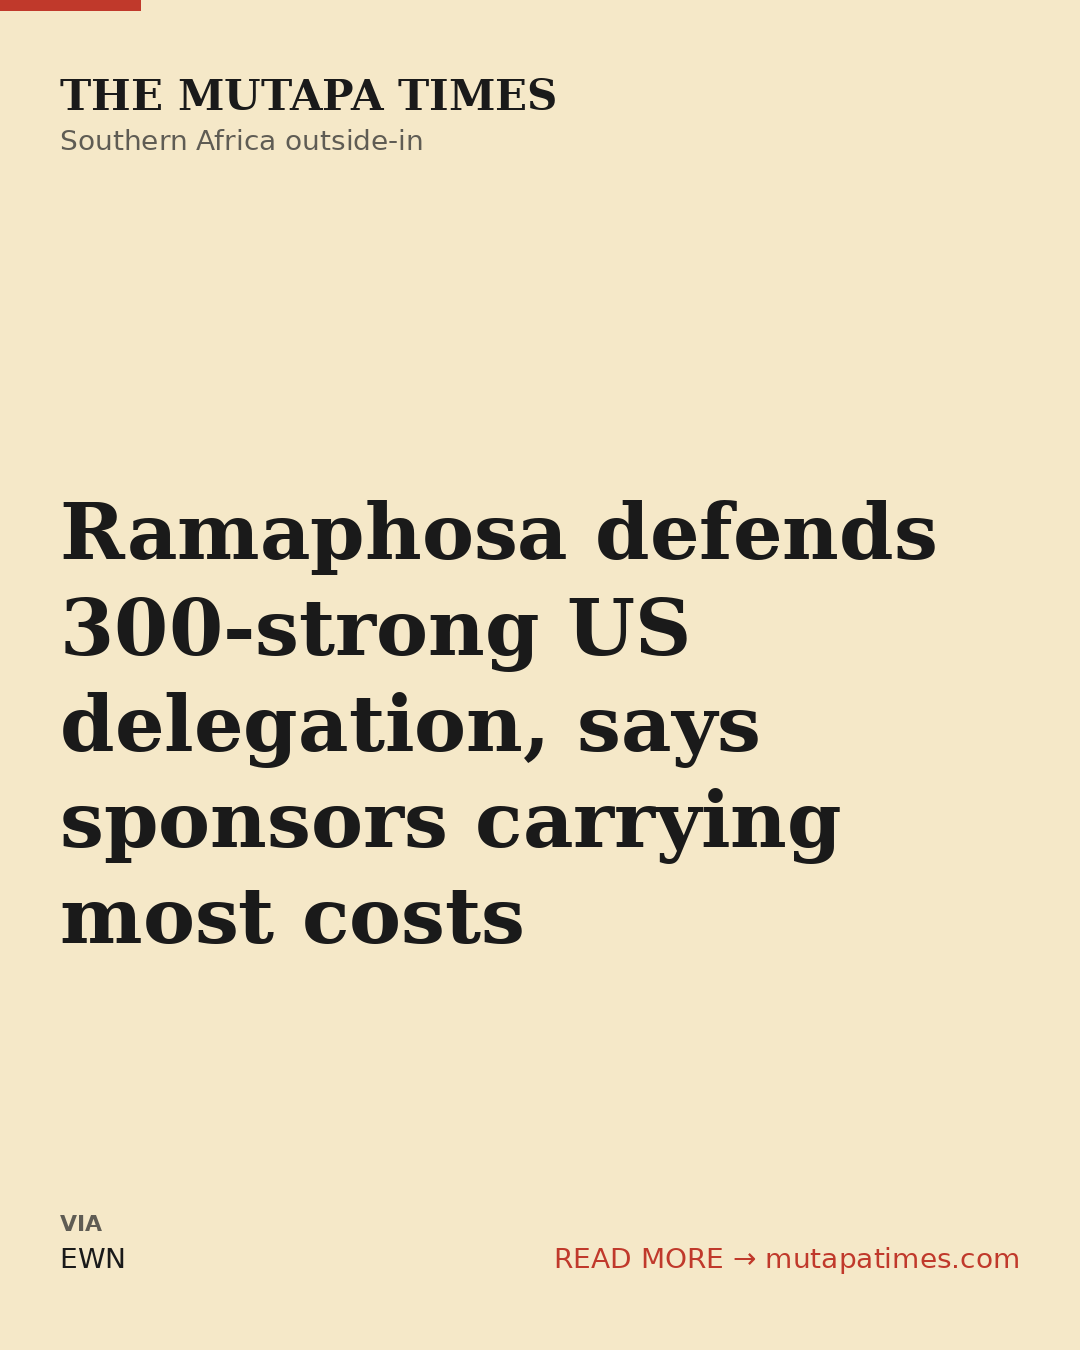 THE MUTAPA TIMES
Southern Africa outside-in
Ramaphosa defends
300-strong US
delegation, says
sponsors carrying
most costs
VIA
EWN
READ MORE → mutapatimes.com